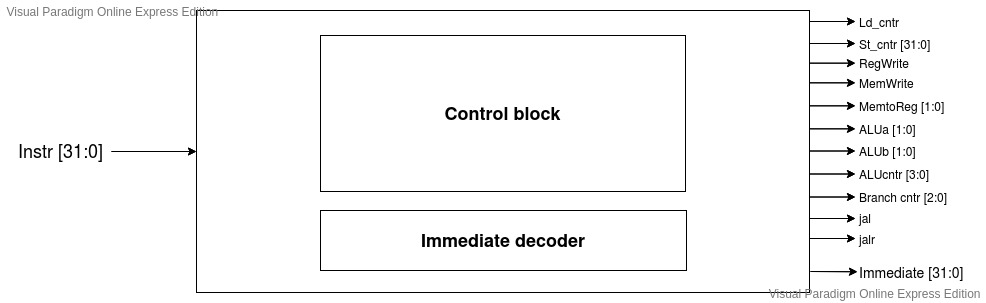 Visual Paradigm Online Express Edition
Ld_cntr
St_cntr [31:0]
RegWrite
MemWrite
MemtoReg [1:0]
ALUa [1:0]
ALUb [1:0]
ALUcntr [3:0]
Branch cntr [2:0]
jal
jalr
Immediate [31:0]
Control block
Instr [31:0]
Immediate decoder
Visual Paradigm Online Express Edition